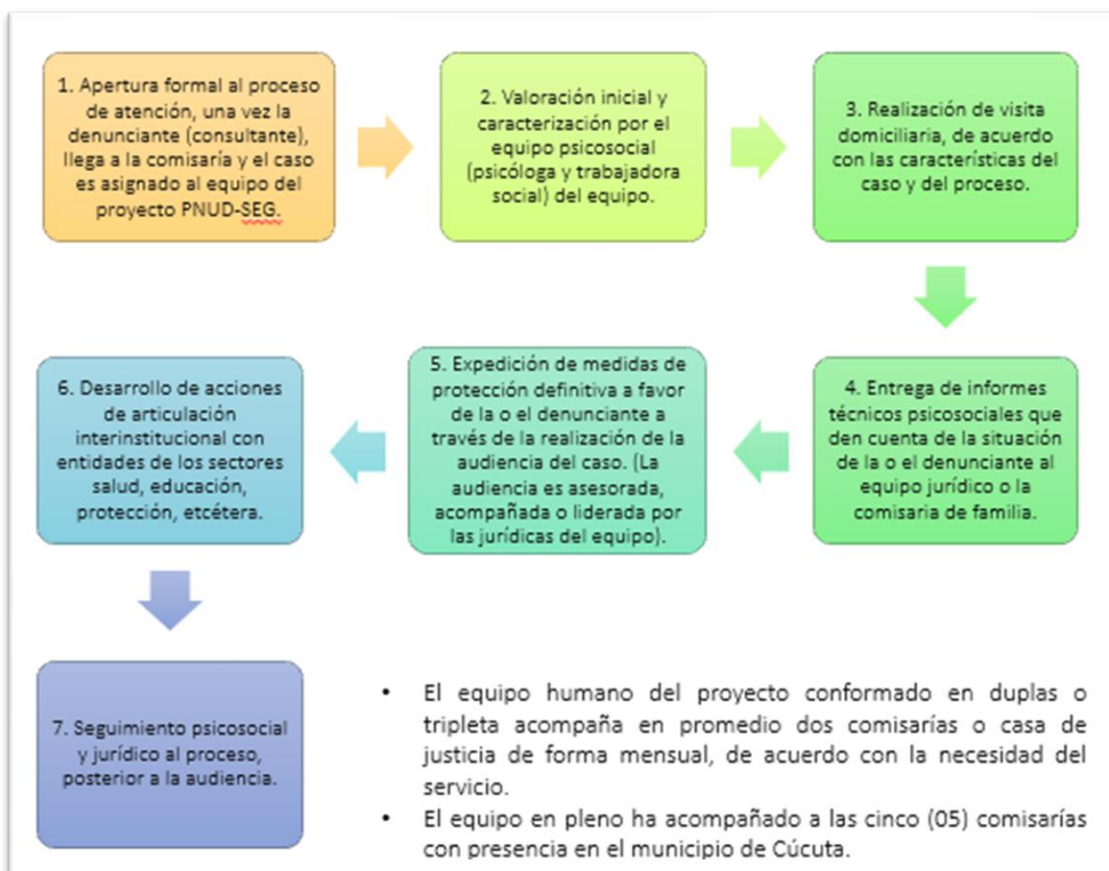 1. Apertura formal al proceso
de atención, una vez la
denunciante (consultante),
llega a la comisaría y el caso
es asignado al equipo del
proyecto PNUD-SEG.
2. Valoración inicial y
caracterización por el
equipo psicosocial
(psicóloga y trabajadora
social) del equipo.
3. Realización de visita
domiciliaria, de acuerdo
con las características del
caso y del proceso.
4. Entrega de informes
técnicos psicosociales que
den cuenta de la situación
de la o el denunciante al
equipo jurídico o la
comisaria de familia.
5. Expedición de medidas de
protección definitiva a favor
de la o el denunciante a
través de la realización de la
audiencia del caso. (La
audiencia es asesorada,
acompañada o liderada por
las jurídicas del equipo).
6. Desarrollo de acciones
de articulación
interinstitucional con
entidades de los sectores
salud, educación,
protección, etcétera.
7. Seguimiento psicosocial
y jurídico al proceso,
posterior a la audiencia.
• El equipo humano del proyecto conformado en duplas o
tripleta acompaña en promedio dos comisarías o casa de
justicia de forma mensual, de acuerdo con la necesidad del
servicio.
• El equipo en pleno ha acompañado a las cinco (05) comisarías
con presencia en el municipio de Cúcuta.